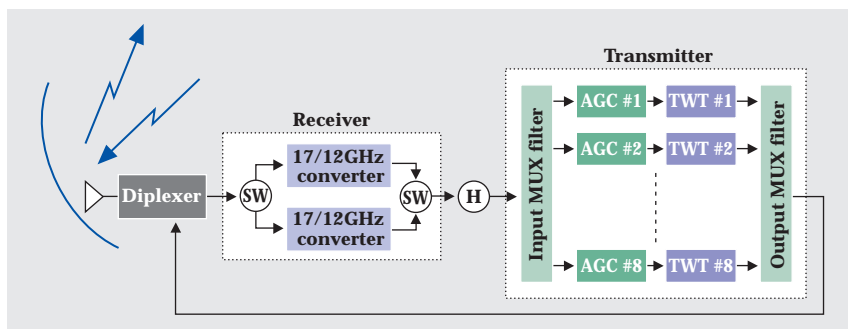 Transmitter
Receiver
Diplexer
SW
17/12GHz
converter
17/12GHz
converter
SW
H
Input MUX filter
AGC #1
TWT #1
AGC #2
TWT #2
AGC #8
TWT #8
Output MUX filter